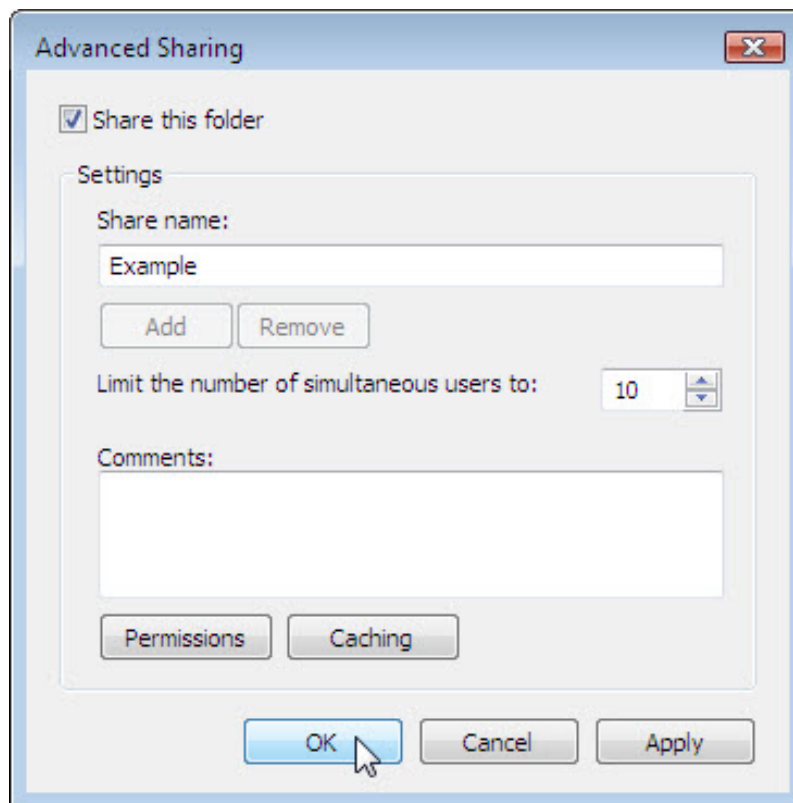 Advanced Sharing
Share this folder
Settings
Share name:
Example
Add Remove
Limit the number of simultaneous users to: 10
Comments:
Permissions Caching
OK Cancel Apply